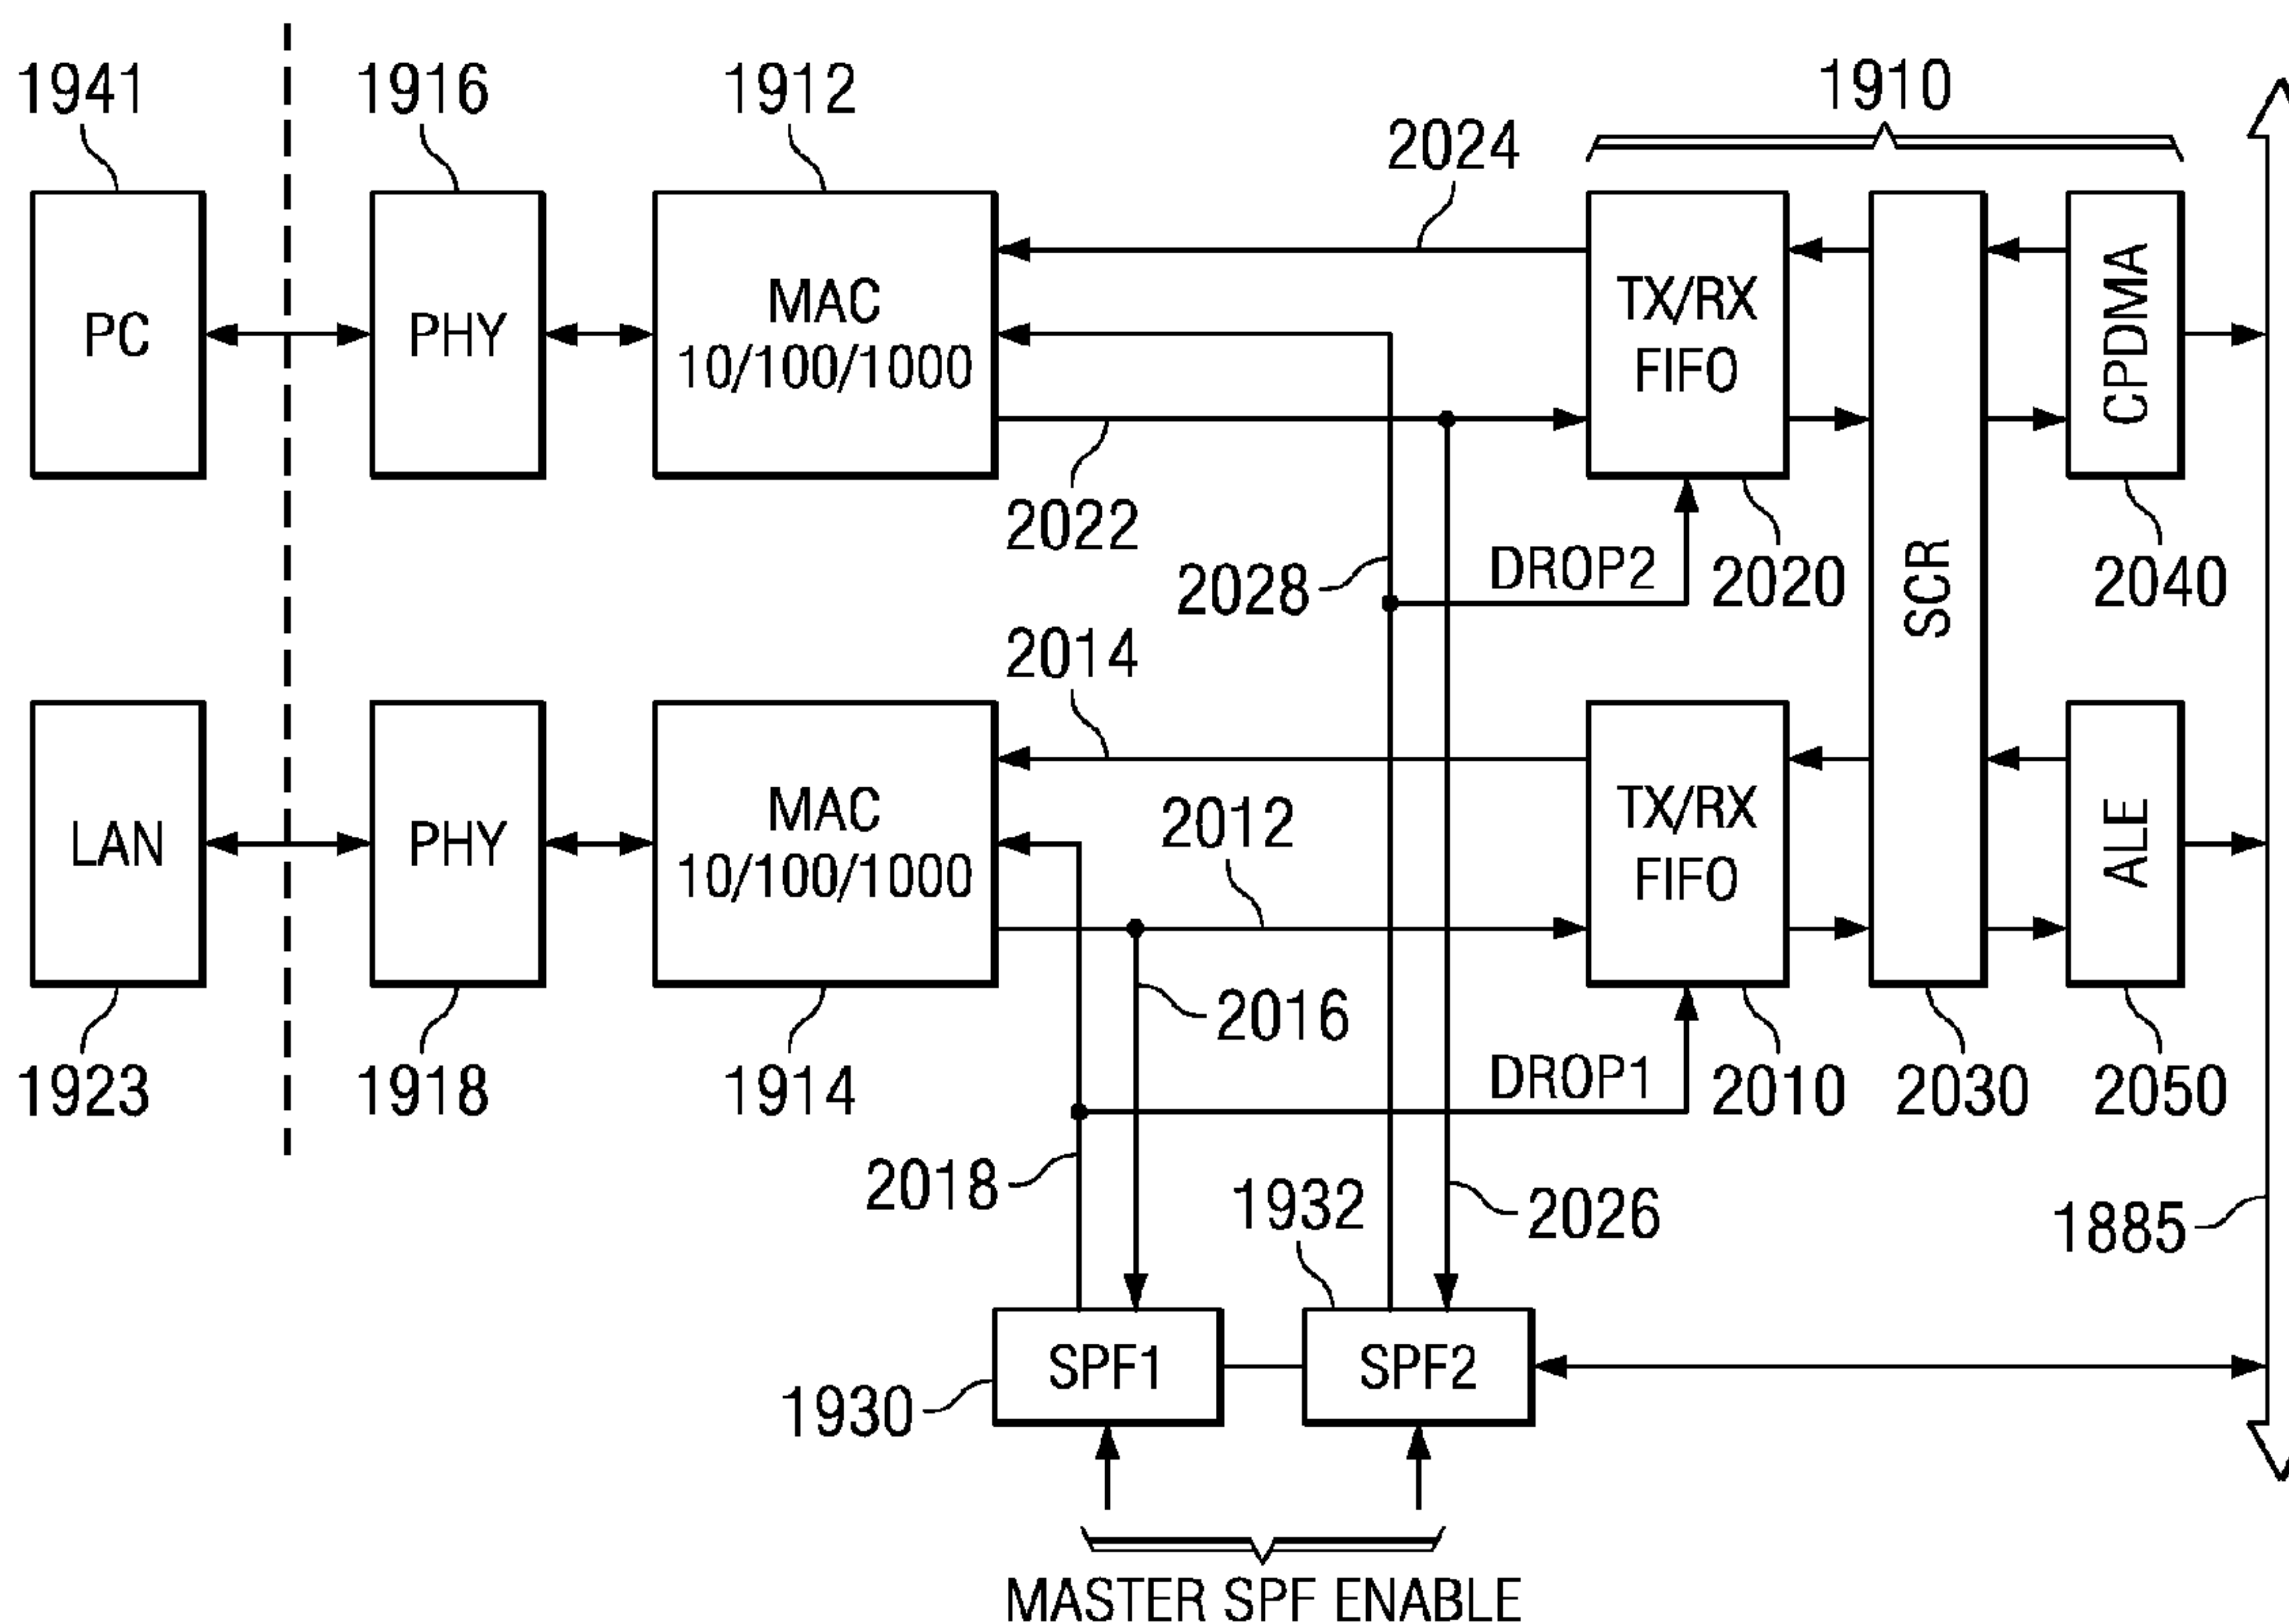 1941
1916
1912
1910
2024
PC
PHY
MAC
10/100/1000
TX/RX
FIFO
SCR
CPDMA
2022
2028
DROP2
2020
2040
2014
LAN
PHY
MAC
10/100/1000
2012
TX/RX
FIFO
ALE
2016
1923
1918
1914
DROP1
2010
2030
2050
2018
1932
2026
1885
1930
SPF1
SPF2
MASTER SPF ENABLE